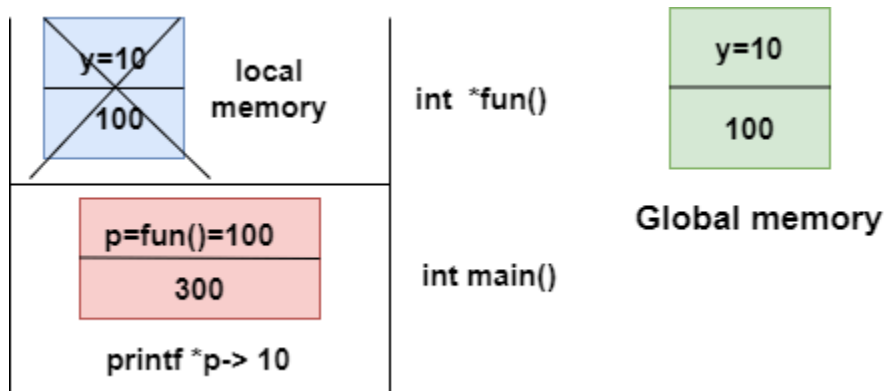 y=10
100
local
memory
int  *fun()
y=10
100
Global memory
p=fun()=100
300
int main()
printf *p-> 10